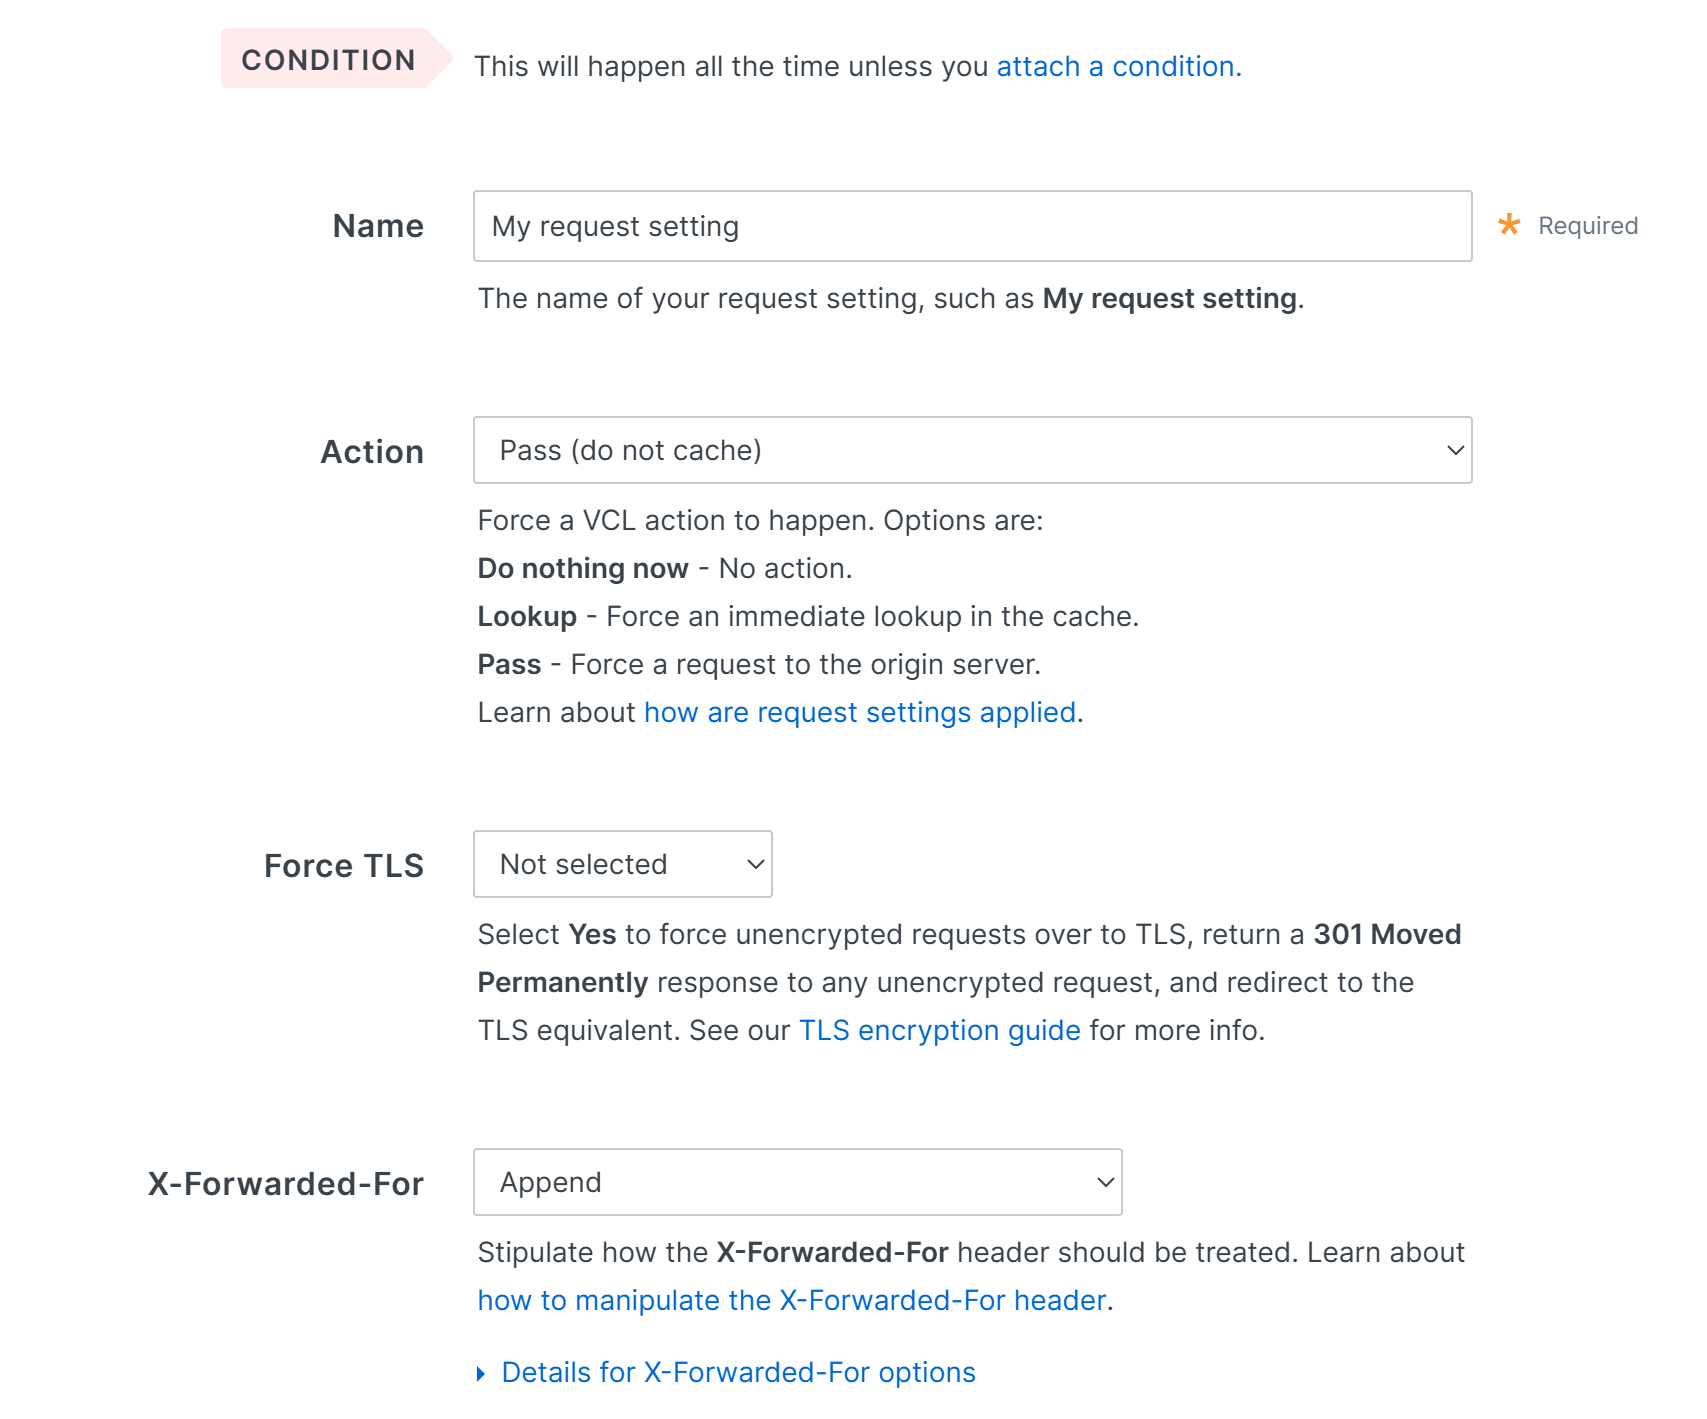 CONDITION This will happen all the time unless you attach a condition.
Name My request setting * Required
The name of your request setting, such as My request setting.
Action Pass (do not cache)
Force a VCL action to happen. Options are:
Do nothing now - No action.
Lookup - Force an immediate lookup in the cache.
Pass - Force a request to the origin server.
Learn about how are request settings applied.
Force TLS Not selected
Select Yes to force unencrypted requests over to TLS, return a 301 Moved
Permanently response to any unencrypted request, and redirect to the
TLS equivalent. See our TLS encryption guide for more info.
X-Forwarded-For Append
Stipulate how the X-Forwarded-For header should be treated. Learn about
how to manipulate the X-Forwarded-For header.
Details for X-Forwarded-For options